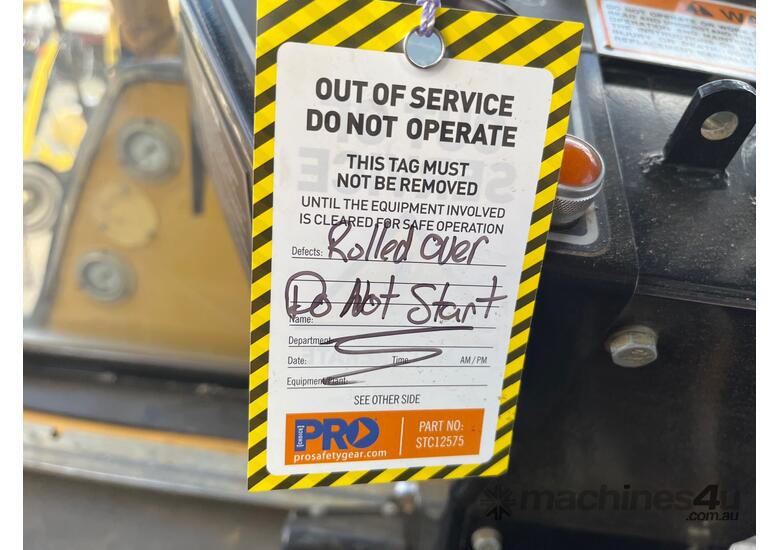 OUT OF SERVICE
DO NOT OPERATE
THIS TAG MUST
NOT BE REMOVED
UNTIL THE EQUIPMENT INVOLVED
IS CLEARED FOR SAFE OPERATION
Defects: Rolled over
Do Not Start
Name:
Department:
Date: Time: AM/PM
Equipment/Plant:
SEE OTHER SIDE
[CHOICE] PRO
prosafetygear.com
PART NO:
STC12575
machines4u
.com.au